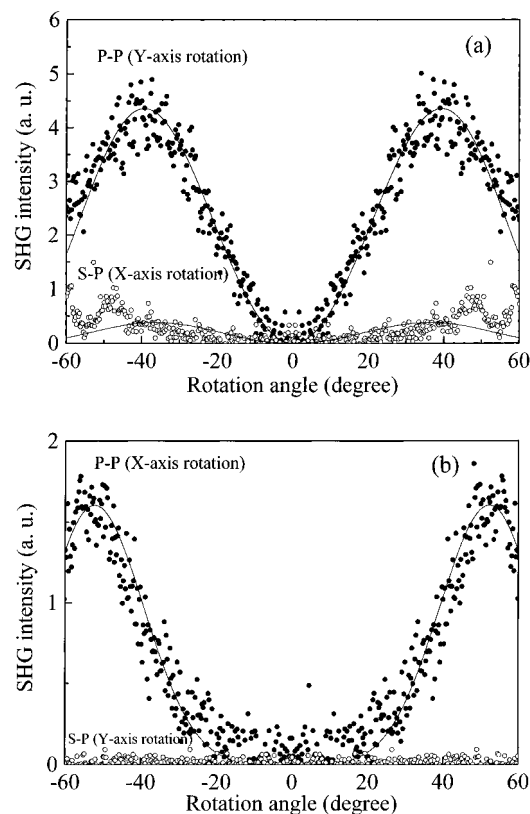 6
P-P (Y-axis rotation)
(a)
5
4
3
2
S-P (X-axis rotation)
1
0
-60 -40 -20 0 20 40 60
SHG intensity (a. u.)
Rotation angle (degree)
2
P-P (X-axis rotation)
(b)
1
S-P (Y-axis rotation)
0
-60 -40 -20 0 20 40 60
SHG intensity (a. u.)
Rotation angle (degree)